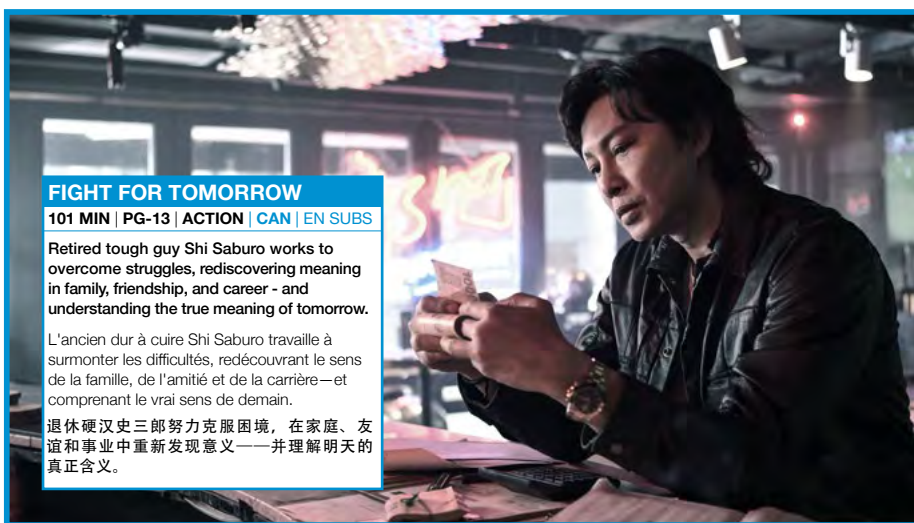 FIGHT FOR TOMORROW
101 MIN | PG-13 | ACTION | CAN | EN SUBS
Retired tough guy Shi Saburo works to
overcome struggles, rediscovering meaning
in family, friendship, and career - and
understanding the true meaning of tomorrow.
L'ancien dur à cuire Shi Saburo travaille à
surmonter les difficultés, redécouvrant le sens
de la famille, de l'amitié et de la carrière—et
comprenant le vrai sens de demain.
退休硬汉史三郎努力克服困境，在家庭、友
谊和事业中重新发现意义——并理解明天的
真正含义。